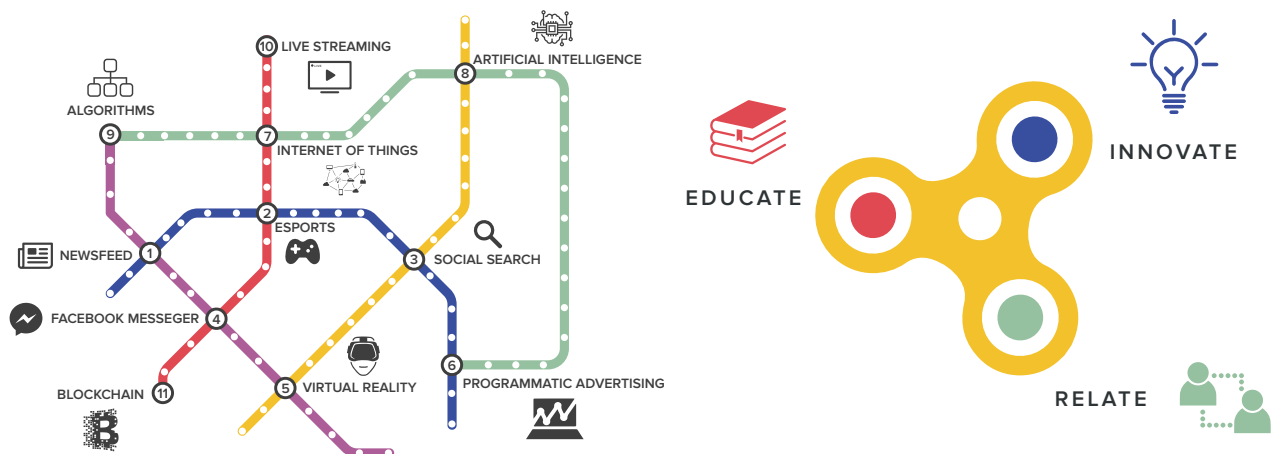 10 LIVE STREAMING
LIVE
ARTIFICIAL INTELLIGENCE
8
ALGORITHMS
9
7
INTERNET OF THINGS
2
ESPORTS
NEWSFEED 1
3 SOCIAL SEARCH
FACEBOOK MESSEGER 4
6
PROGRAMMATIC ADVERTISING
5 VIRTUAL REALITY
BLOCKCHAIN 11
B
INNOVATE
EDUCATE
RELATE